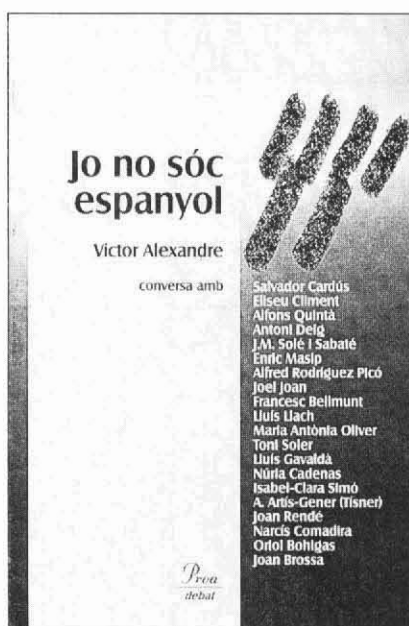 Jo no sóc
espanyol
Víctor Alexandre
conversa amb
Salvador Cardús
Eliseu Climent
Alfons Quintà
Antoni Deig
J.M. Solé i Sabaté
Enric Masip
Alfred Rodríguez Picó
Joel Joan
Francesc Bellmunt
Lluís Llach
Maria Antònia Oliver
Toni Soler
Lluís Gavaldà
Núria Cadenas
Isabel-Clara Simó
A. Artís-Gener (Tísner)
Joan Rendé
Narcís Comadira
Oriol Bohigas
Joan Brossa
Proa
debat